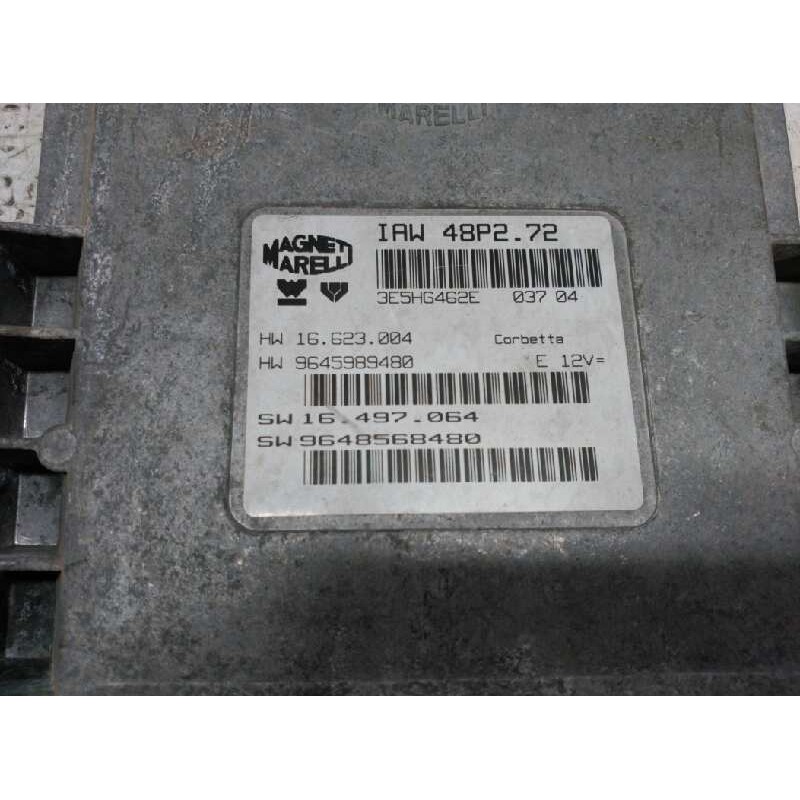 MARELLI
IAW 48P2.72
MAGNETI
MARELLI
3E5HG462E 037 04
HW 16.623.004 Corbetta
HW 9645989480 E 12V=
SW 16.497.064
SW 9648568480